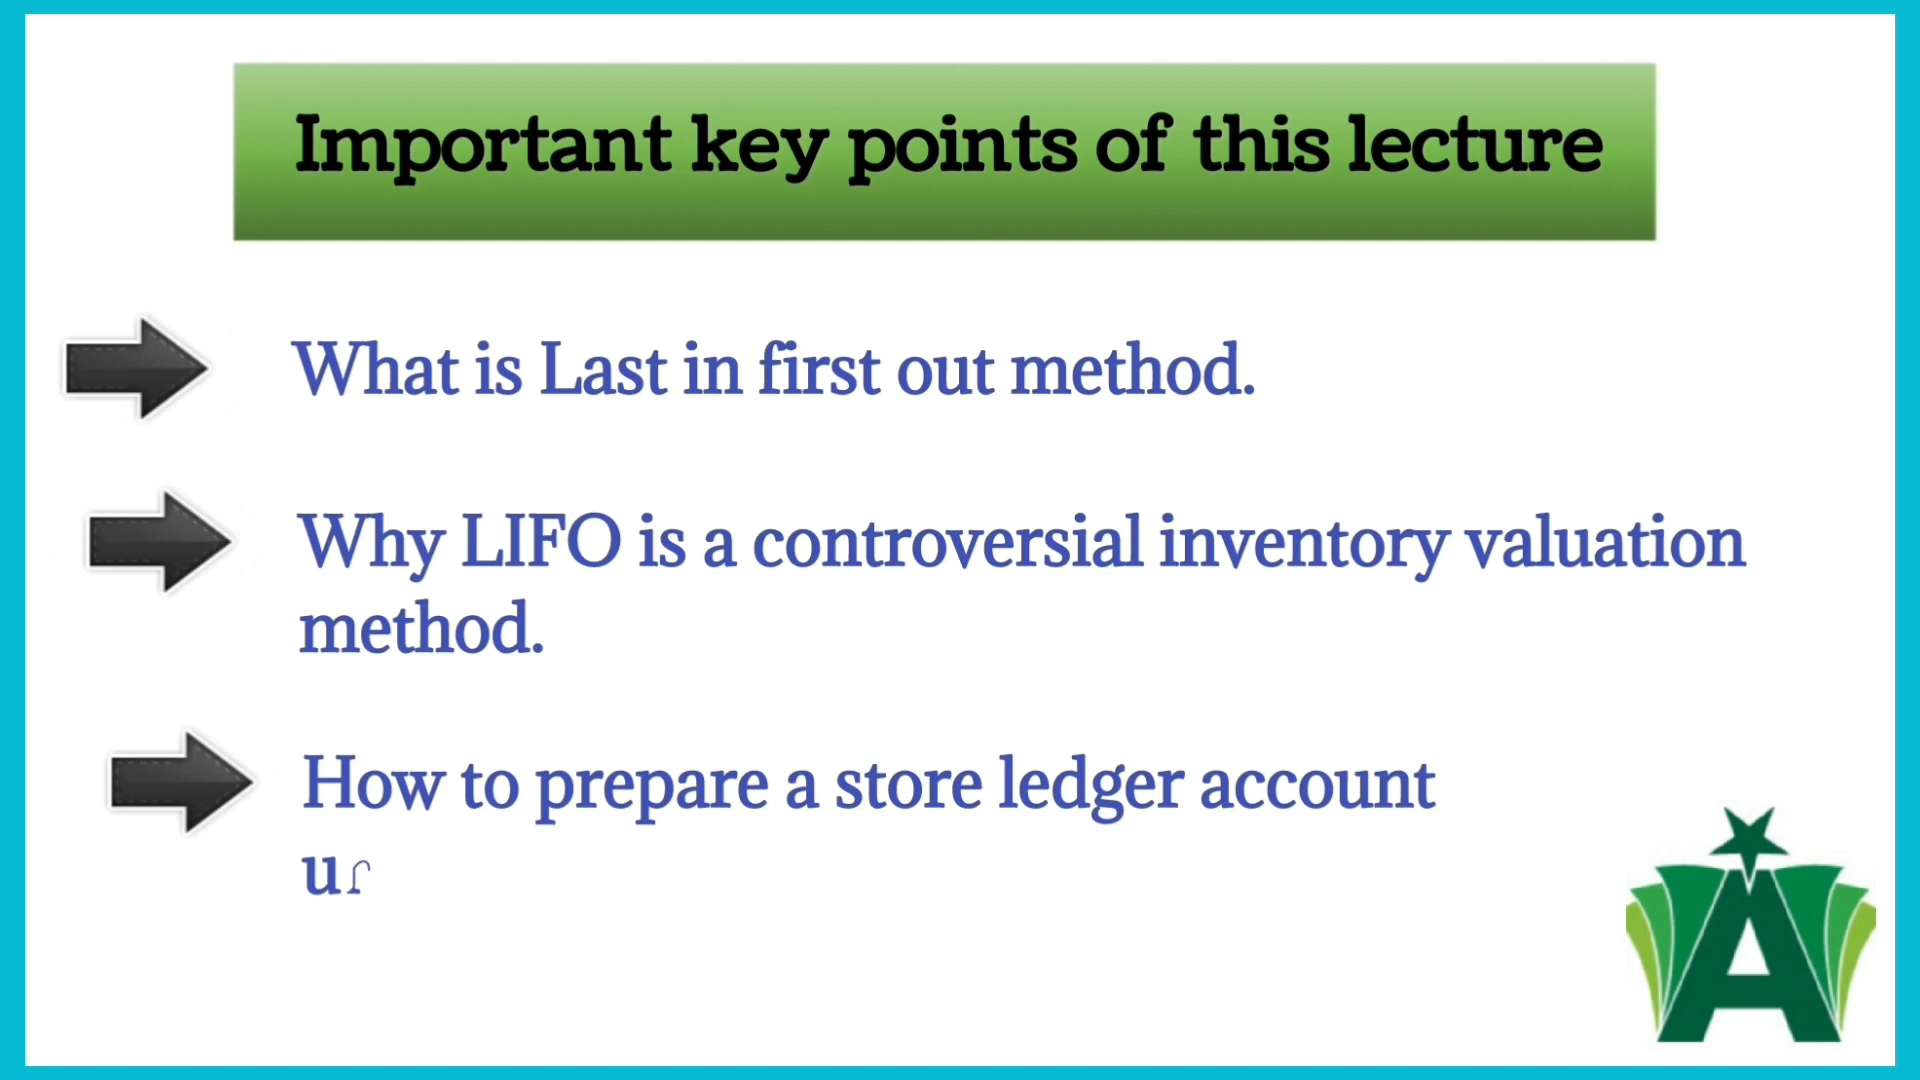 Important key points of this lecture
What is Last in first out method.
Why LIFO is a controversial inventory valuation
method.
How to prepare a store ledger account
u
A